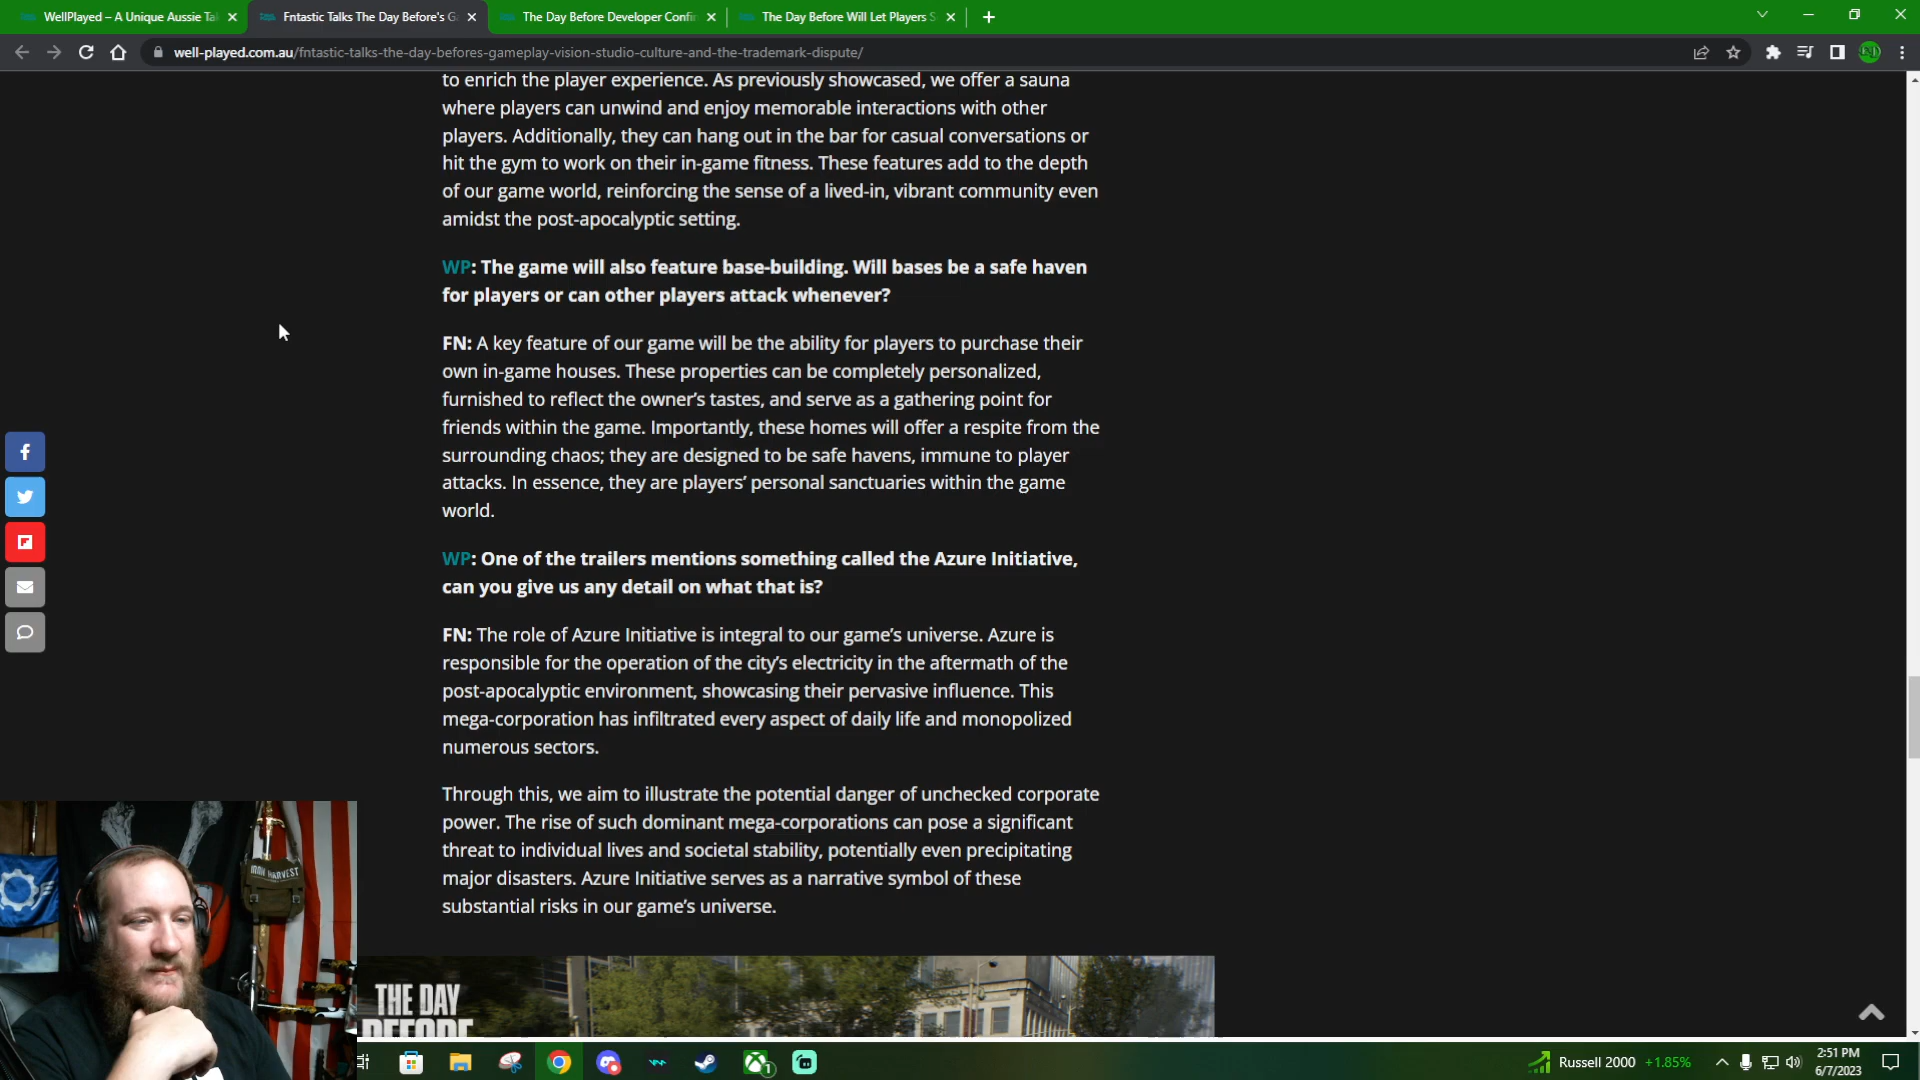 WellPlayed – A Unique Aussie Ta
Fntastic Talks The Day Before's G
The Day Before Developer Confir
The Day Before Will Let Players S
well-played.com.au/fntastic-talks-the-day-befores-gameplay-vision-studio-culture-and-the-trademark-dispute/
to enrich the player experience. As previously showcased, we offer a sauna
where players can unwind and enjoy memorable interactions with other
players. Additionally, they can hang out in the bar for casual conversations or
hit the gym to work on their in-game fitness. These features add to the depth
of our game world, reinforcing the sense of a lived-in, vibrant community even
amidst the post-apocalyptic setting.
WP: The game will also feature base-building. Will bases be a safe haven
for players or can other players attack whenever?
FN: A key feature of our game will be the ability for players to purchase their
own in-game houses. These properties can be completely personalized,
furnished to reflect the owner’s tastes, and serve as a gathering point for
friends within the game. Importantly, these homes will offer a respite from the
surrounding chaos; they are designed to be safe havens, immune to player
attacks. In essence, they are players’ personal sanctuaries within the game
world.
WP: One of the trailers mentions something called the Azure Initiative,
can you give us any detail on what that is?
FN: The role of Azure Initiative is integral to our game’s universe. Azure is
responsible for the operation of the city’s electricity in the aftermath of the
post-apocalyptic environment, showcasing their pervasive influence. This
mega-corporation has infiltrated every aspect of daily life and monopolized
numerous sectors.
Through this, we aim to illustrate the potential danger of unchecked corporate
power. The rise of such dominant mega-corporations can pose a significant
threat to individual lives and societal stability, potentially even precipitating
major disasters. Azure Initiative serves as a narrative symbol of these
substantial risks in our game’s universe.
IRON HARVEST
THE DAY
BEFORE
1
Russell 2000 +1.85%
2:51 PM
6/7/2023